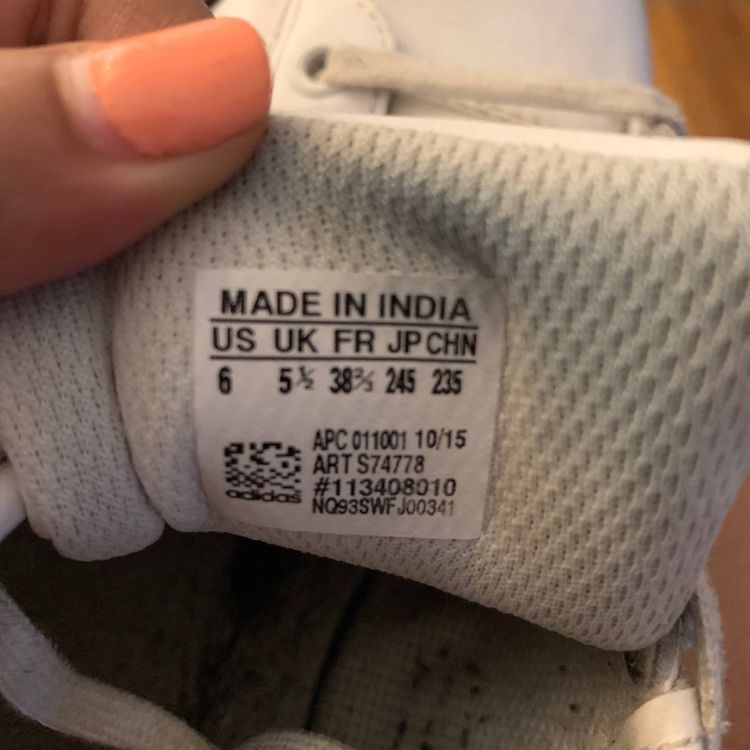 MADE IN INDIA
US UK FR JP CHN
6 5½ 38⅔ 245 235
APC 011001 10/15
ART S74778
#113408010
adidas NQ93SWFJ00341